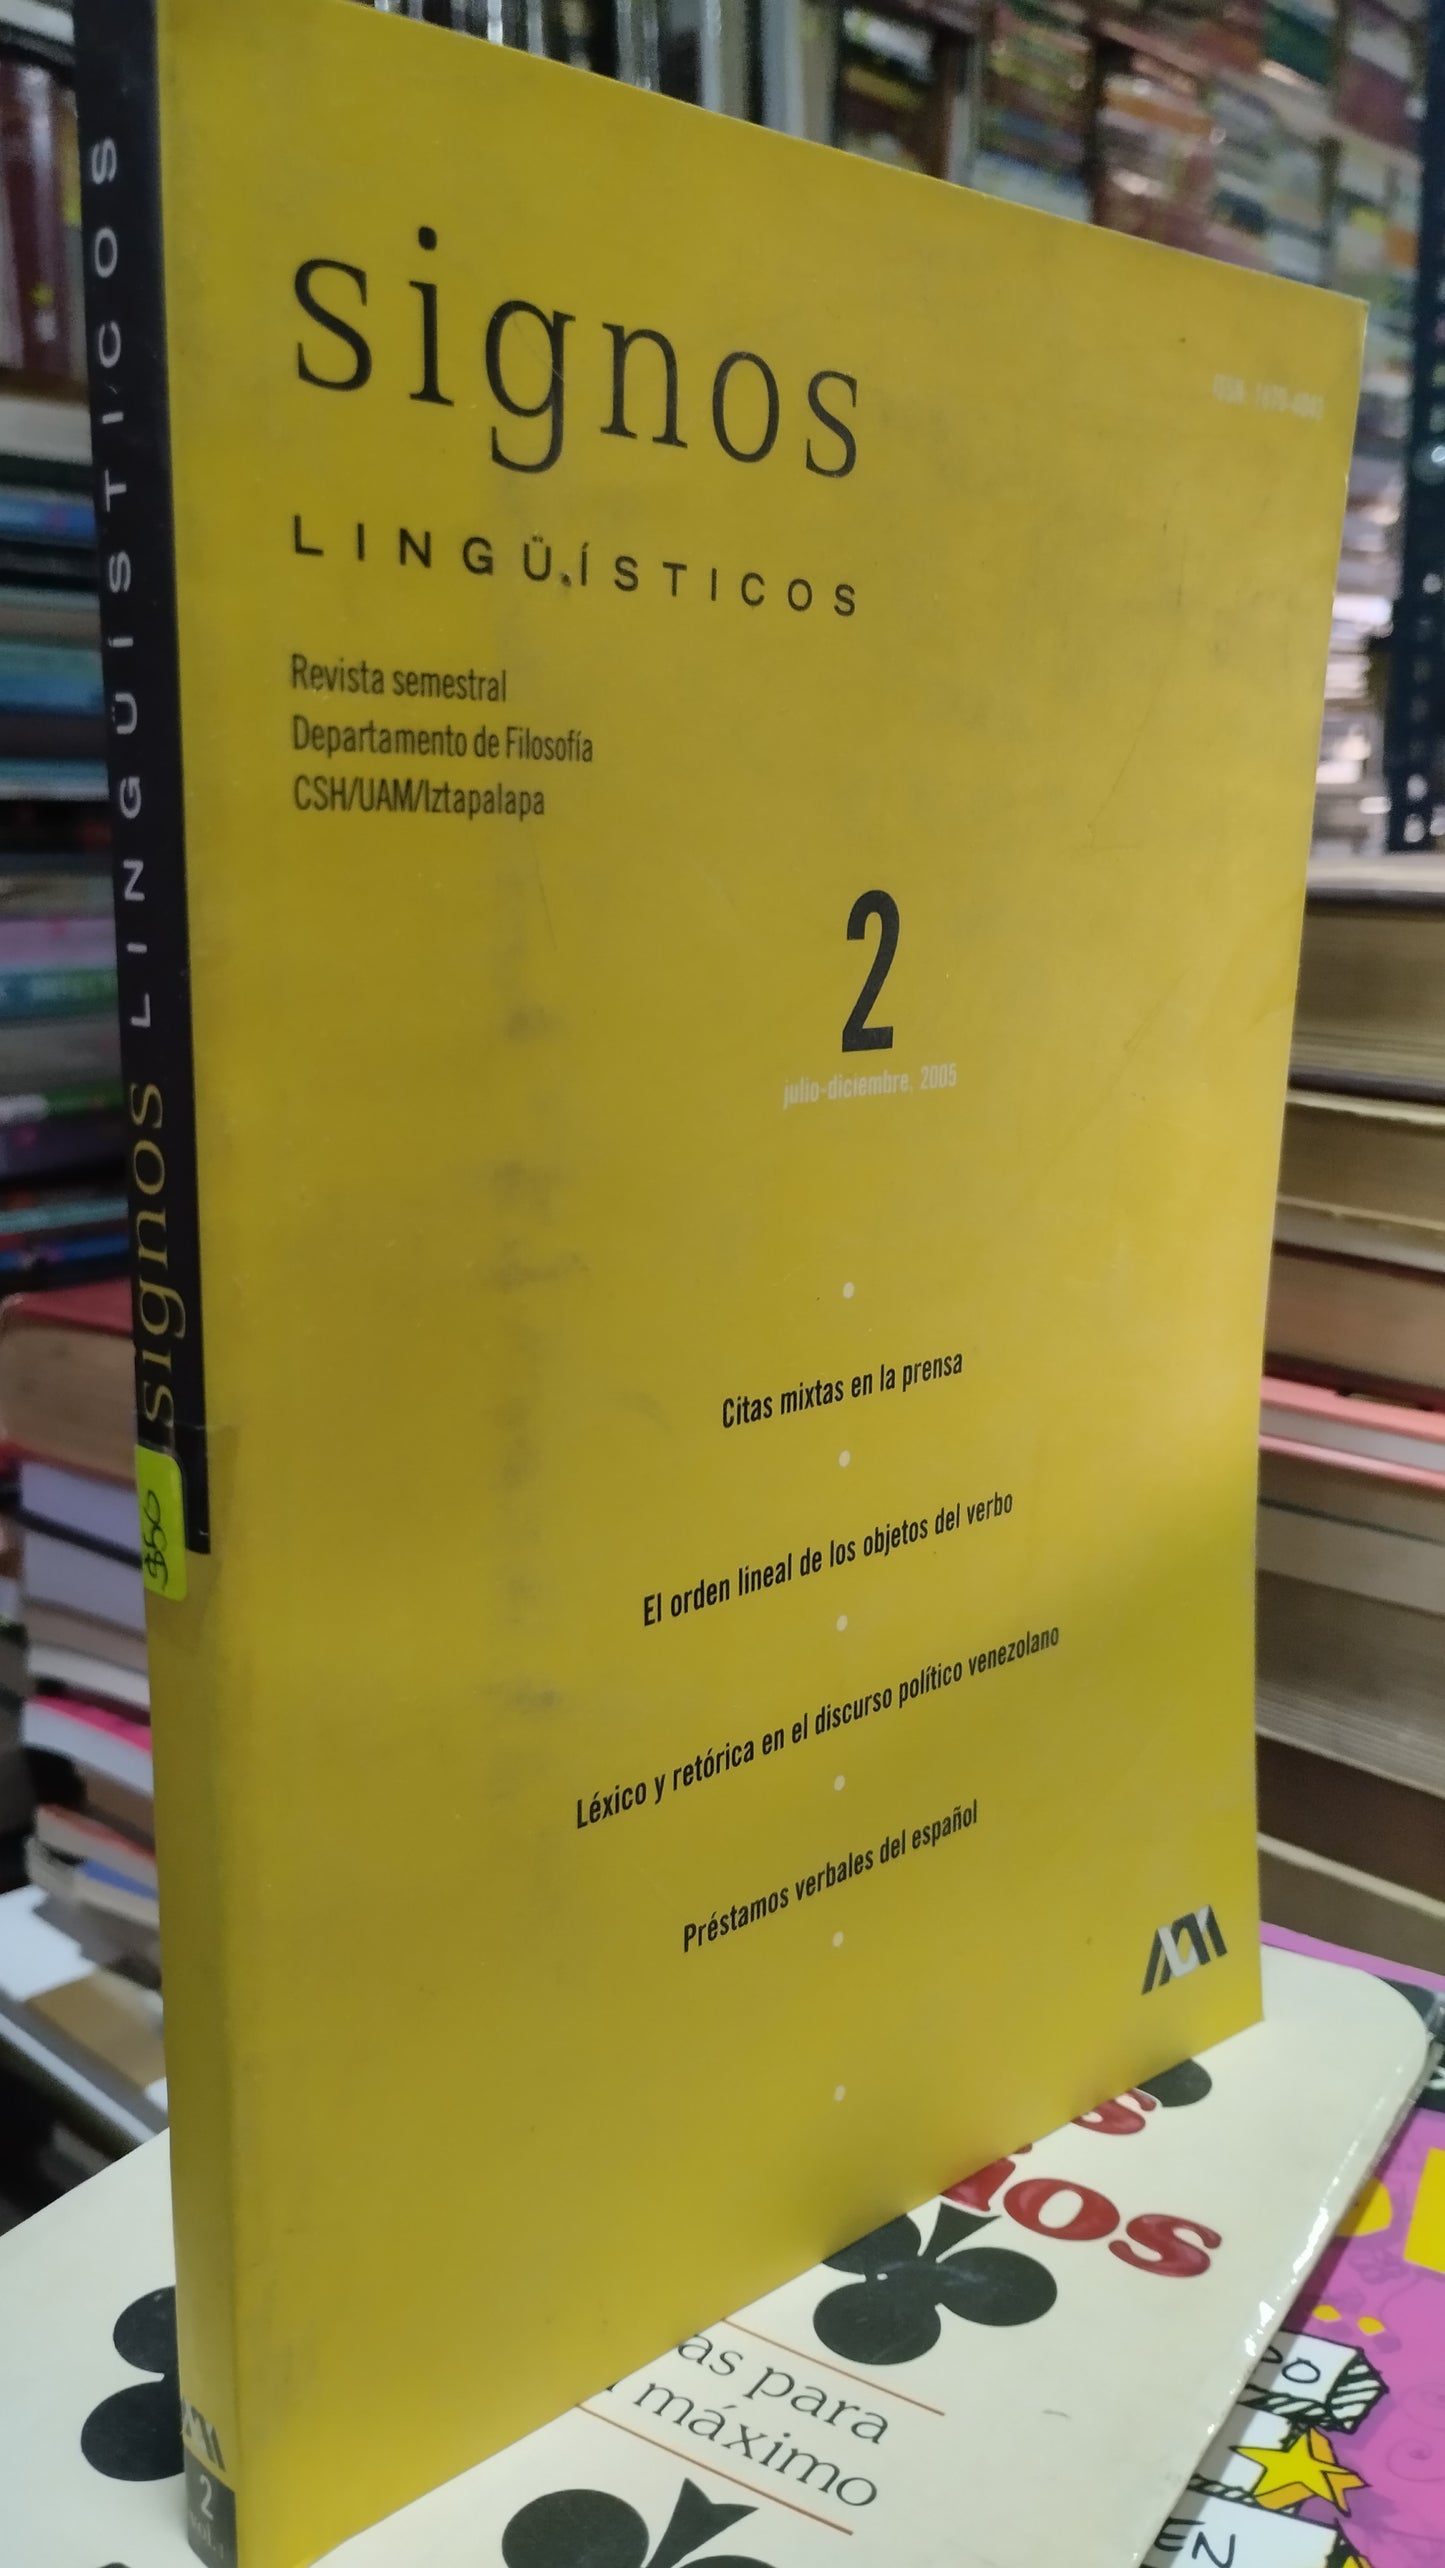 signos
LINGÜÍSTICOS
Revista semestral
Departamento de Filosofía
CSH/UAM/Iztapalapa
2
julio-diciembre, 2005
Citas mixtas en la prensa
El orden lineal de los objetos del verbo
Léxico y retórica en el discurso político venezolano
Préstamos verbales del español
signos LINGÜÍSTICOS
$50
2
as para
máximo
EN